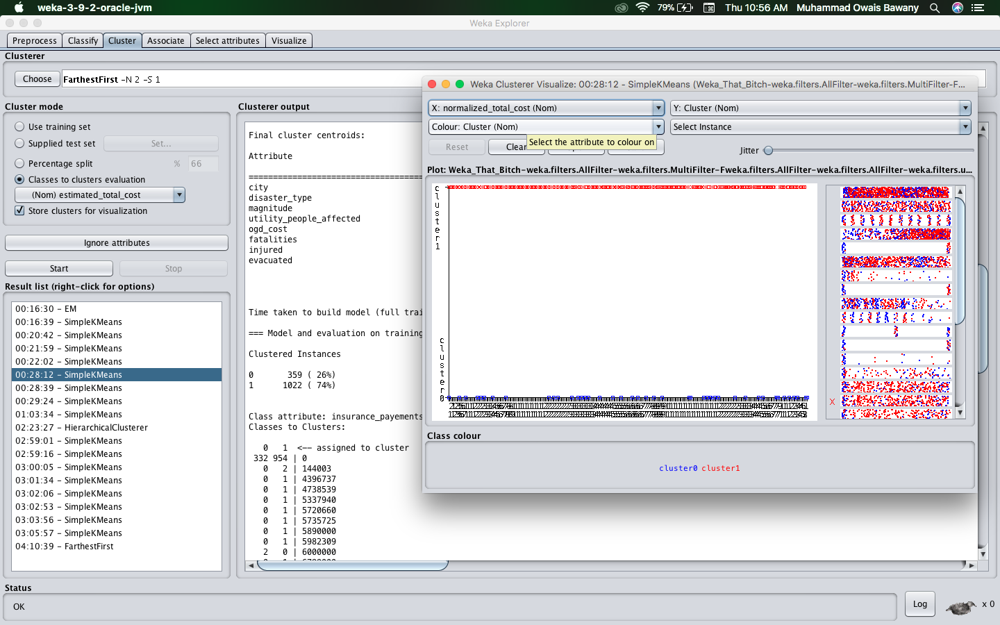 weka-3-9-2-oracle-jvm
79%
Thu 10:56 AM
Muhammad Owais Bawany
Weka Explorer
Preprocess
Classify
Cluster
Associate
Select attributes
Visualize
Clusterer
Choose
FarthestFirst -N 2 -S 1
Cluster mode
Use training set
Supplied test set
Set...
Percentage split
%
66
Classes to clusters evaluation
(Nom) estimated_total_cost
Store clusters for visualization
Ignore attributes
Start
Stop
Result list (right-click for options)
00:16:30 - EM
00:16:39 - SimpleKMeans
00:20:42 - SimpleKMeans
00:21:59 - SimpleKMeans
00:22:02 - SimpleKMeans
00:28:12 - SimpleKMeans
00:28:39 - SimpleKMeans
00:29:24 - SimpleKMeans
01:03:34 - SimpleKMeans
02:23:27 - HierarchicalClusterer
02:59:01 - SimpleKMeans
02:59:16 - SimpleKMeans
03:00:05 - SimpleKMeans
03:01:34 - SimpleKMeans
03:02:06 - SimpleKMeans
03:02:53 - SimpleKMeans
03:03:56 - SimpleKMeans
03:05:57 - SimpleKMeans
04:10:39 - FarthestFirst
Clusterer output
Final cluster centroids:
Attribute
====================================
city
disaster_type
magnitude
utility_people_affected
ogd_cost
fatalities
injured
evacuated
Time taken to build model (full trai
=== Model and evaluation on training
Clustered Instances
0 359 ( 26%)
1 1022 ( 74%)
Class attribute: insurance_payements
Classes to Clusters:
0 1 <-- assigned to cluster
332 954 | 0
0 2 | 144003
0 1 | 4396737
0 1 | 4738539
0 1 | 5337940
0 1 | 5720660
0 1 | 5735725
0 1 | 5890000
0 1 | 5982309
2 0 | 6000000
Weka Clusterer Visualize: 00:28:12 - SimpleKMeans (Weka_That_Bitch-weka.filters.AllFilter-weka.filters.MultiFilter-F...
X: normalized_total_cost (Nom)
Y: Cluster (Nom)
Colour: Cluster (Nom)
Select Instance
Select the attribute to colour on
Reset
Clear
Jitter
Plot: Weka_That_Bitch-weka.filters.AllFilter-weka.filters.MultiFilter-Fweka.filters.AllFilter-weka.filters.AllFilter-weka.filters.u...
cluster1
cluster0
X
Class colour
cluster0 cluster1
Status
OK
Log
x 0